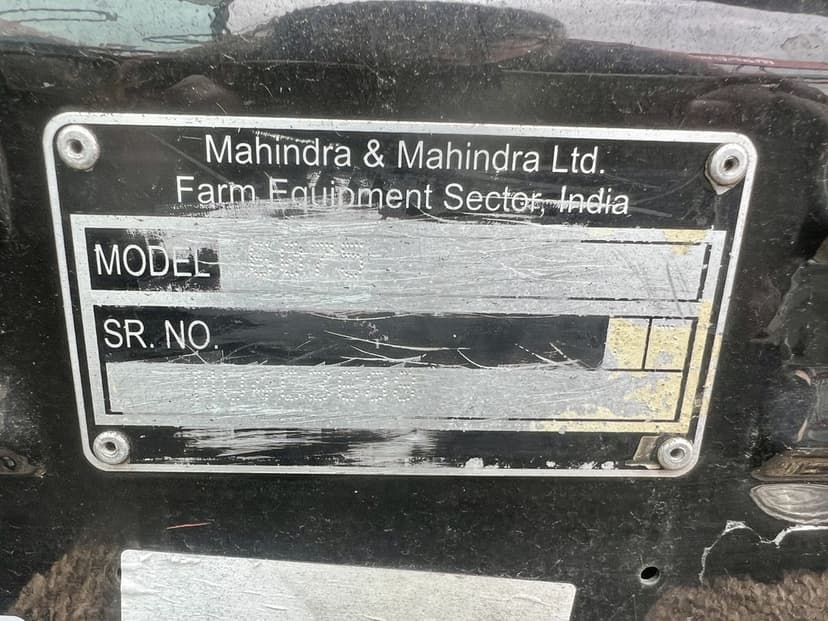 Mahindra & Mahindra Ltd.
Farm Equipment Sector, India
MODEL
SR. NO.